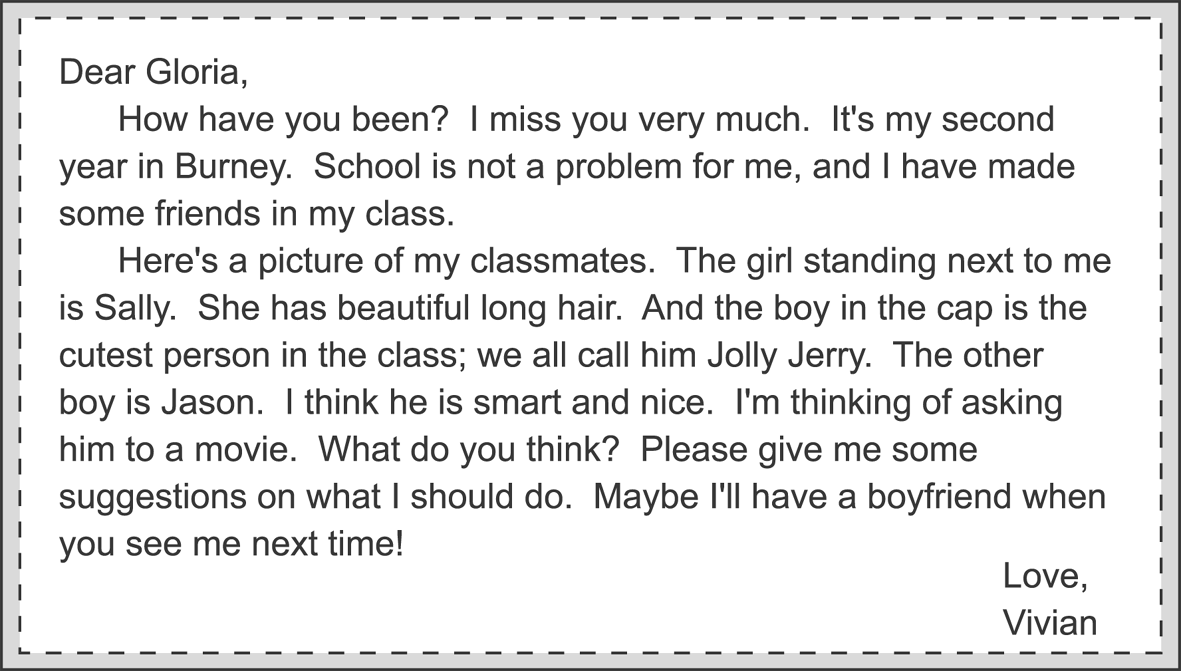 Dear Gloria,
How have you been? I miss you very much. It's my second
year in Burney. School is not a problem for me, and I have made
some friends in my class.
Here's a picture of my classmates. The girl standing next to me
is Sally. She has beautiful long hair. And the boy in the cap is the
cutest person in the class; we all call him Jolly Jerry. The other
boy is Jason. I think he is smart and nice. I'm thinking of asking
him to a movie. What do you think? Please give me some
suggestions on what I should do. Maybe I'll have a boyfriend when
you see me next time!
Love,
Vivian